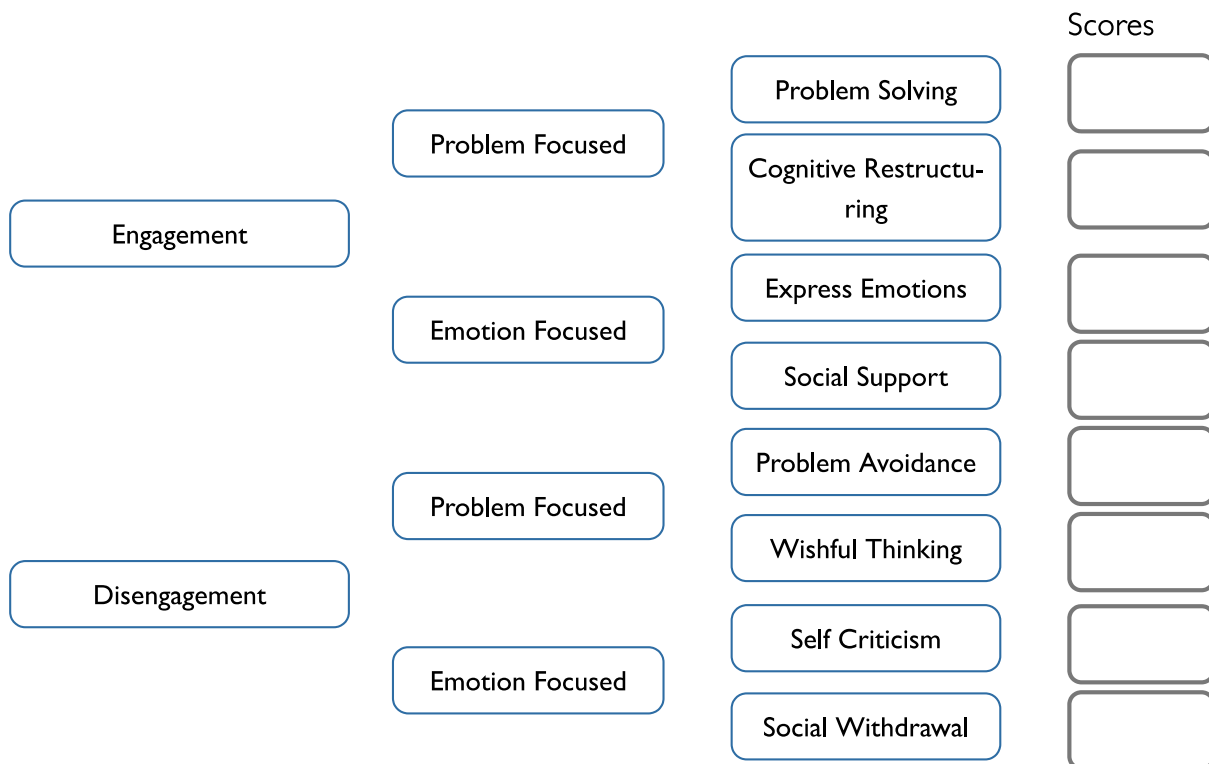 Scores
Problem Solving
Problem Focused
Cognitive Restructu-
ring
Engagement
Express Emotions
Emotion Focused
Social Support
Problem Avoidance
Problem Focused
Wishful Thinking
Disengagement
Self Criticism
Emotion Focused
Social Withdrawal